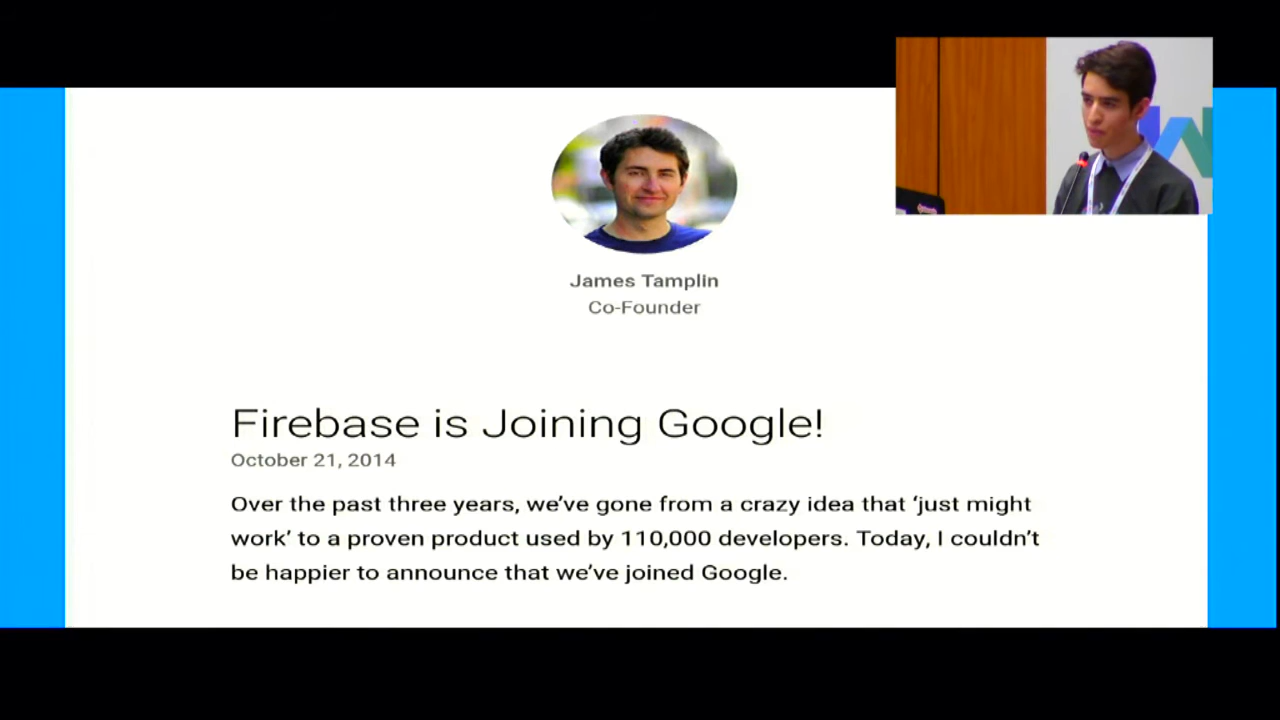 James Tamplin
Co-Founder
Firebase is Joining Google!
October 21, 2014
Over the past three years, we’ve gone from a crazy idea that ‘just might
work’ to a proven product used by 110,000 developers. Today, I couldn’t
be happier to announce that we’ve joined Google.